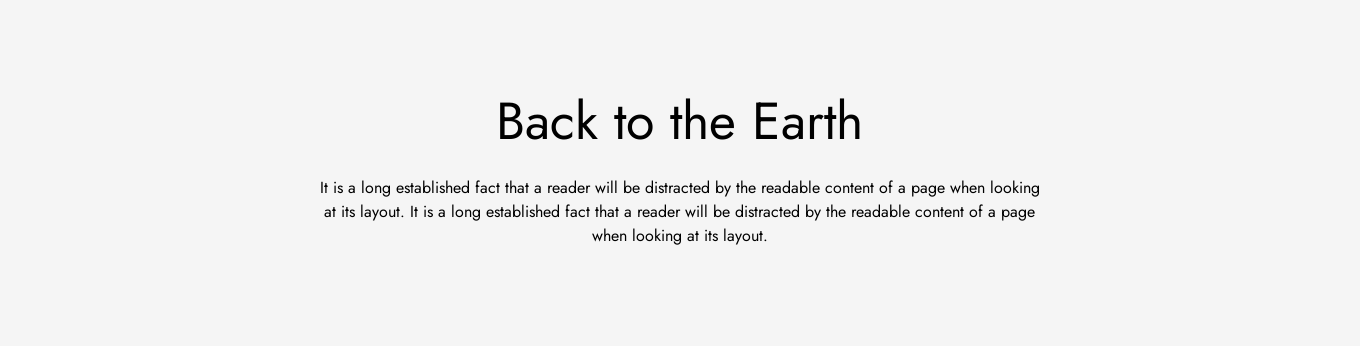 Back to the Earth
It is a long established fact that a reader will be distracted by the readable content of a page when looking
at its layout. It is a long established fact that a reader will be distracted by the readable content of a page
when looking at its layout.